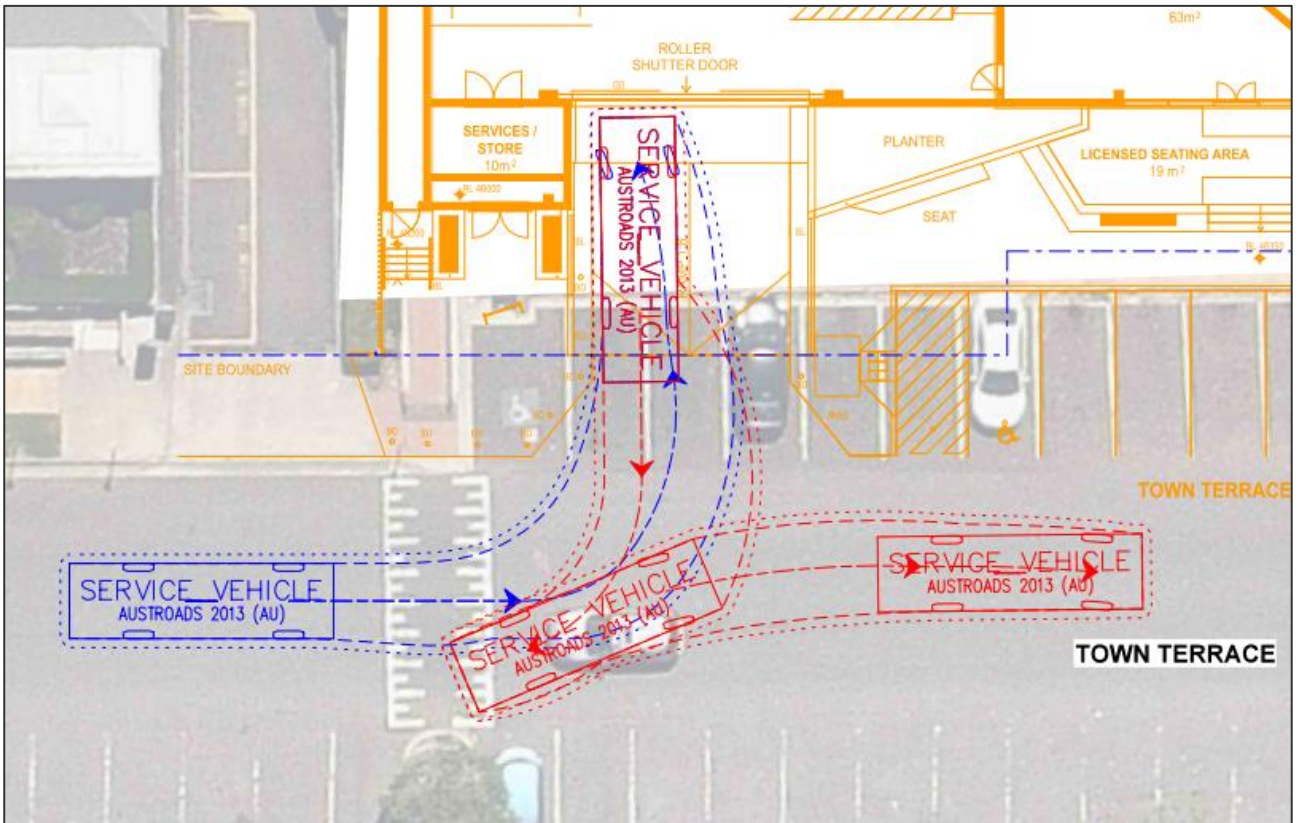 63m²
ROLLER
SHUTTER DOOR
SERVICES /
STORE
10m²
PLANTER
LICENSED SEATING AREA
19 m²
SEAT
SITE BOUNDARY
SERVICE_VEHICLE
AUSTROADS 2013 (AU)
TOWN TERRACE
SERVICE_VEHICLE
AUSTROADS 2013 (AU)
SERVICE_VEHICLE
AUSTROADS 2013 (AU)
SERVICE_VEHICLE
AUSTROADS 2013 (AU)
TOWN TERRACE